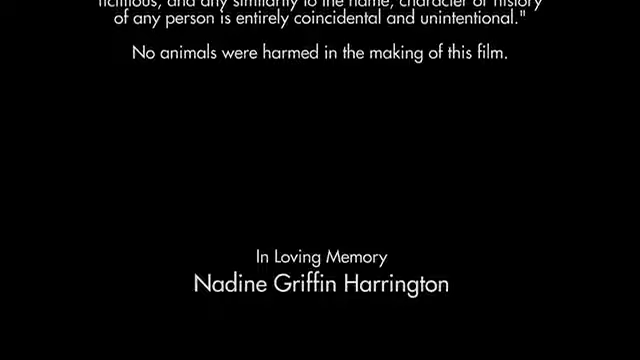 fictitious, and any similarity to the name, character or history
of any person is entirely coincidental and unintentional."
No animals were harmed in the making of this film.
In Loving Memory
Nadine Griffin Harrington